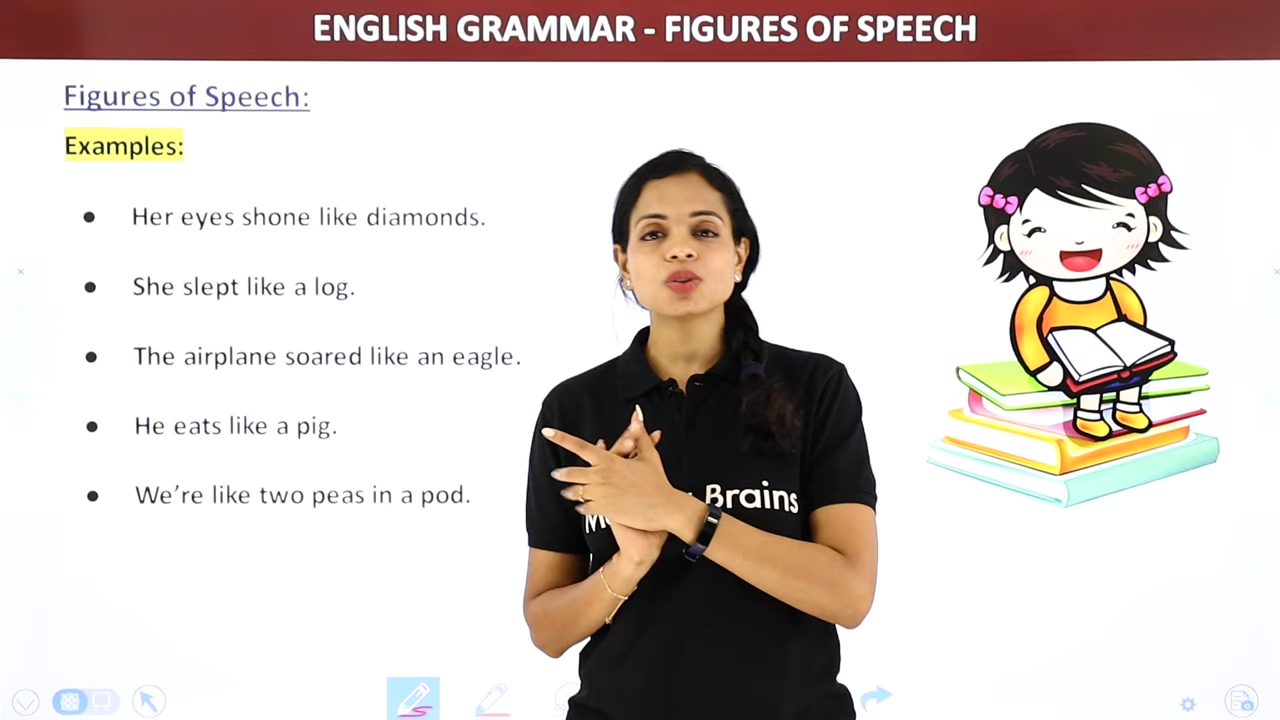 ENGLISH GRAMMAR - FIGURES OF SPEECH
Figures of Speech:
Examples:
● Her eyes shone like diamonds.
● She slept like a log.
● The airplane soared like an eagle.
● He eats like a pig.
● We’re like two peas in a pod.
Brains